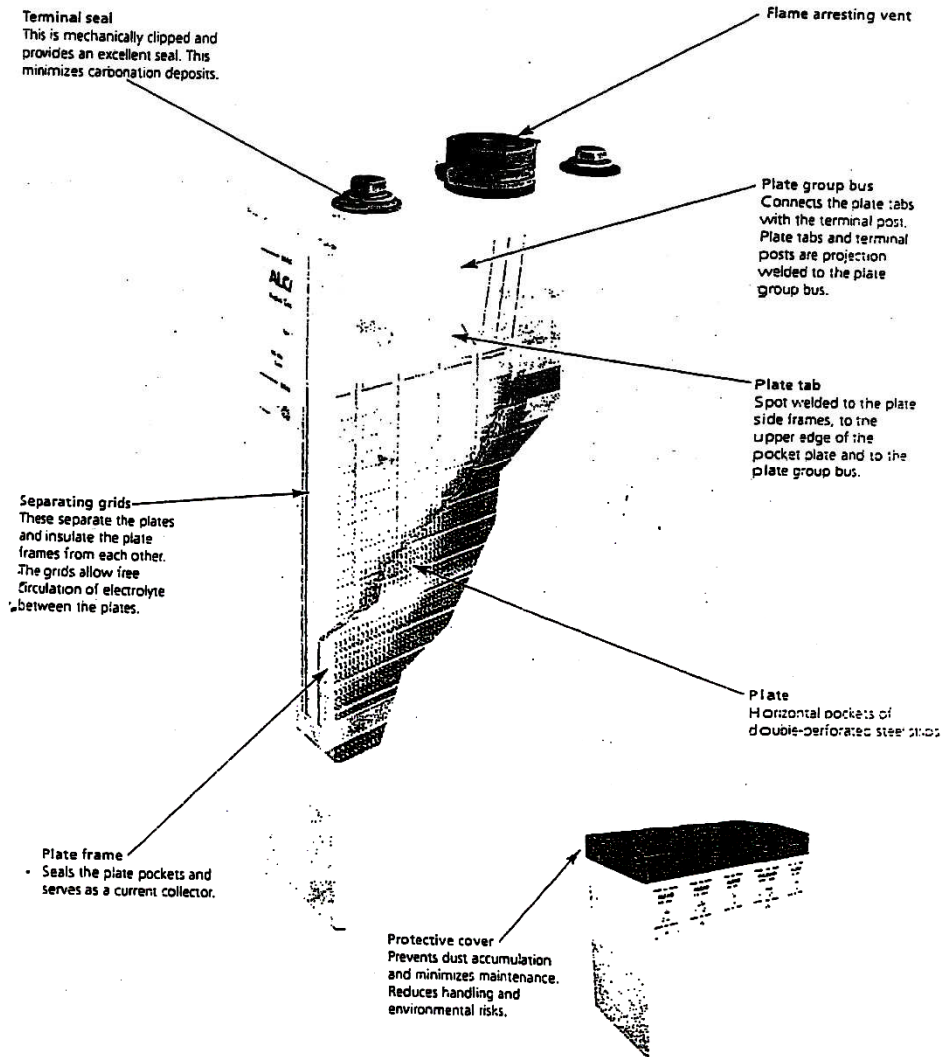 Terminal seal
This is mechanically clipped and
provides an excellent seal. This
minimizes carbonation deposits.
Flame arresting vent
Plate group bus
Connects the plate tabs
with the terminal post.
Plate tabs and terminal
posts are projection
welded to the plate
group bus.
Plate tab
Spot welded to the plate
side frames, to the
upper edge of the
pocket plate and to the
plate group bus.
Separating grids
These separate the plates
and insulate the plate
frames from each other.
The grids allow free
circulation of electrolyte
between the plates.
Plate
Horizontal pockets of
double-perforated steel strips
Plate frame
Seals the plate pockets and
serves as a current collector.
Protective cover
Prevents dust accumulation
and minimizes maintenance.
Reduces handling and
environmental risks.